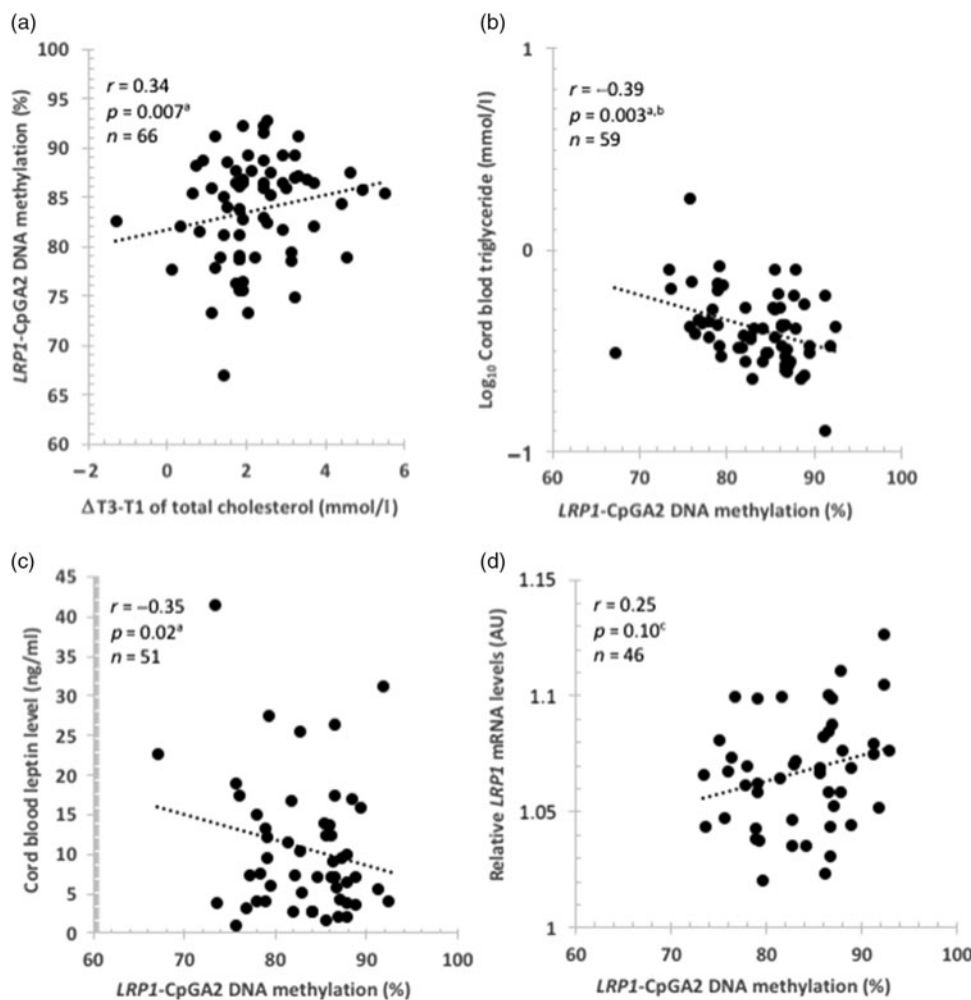 (a)
100
95
90
85
80
75
70
65
60
LRP1-CpGA2 DNA methylation (%)
r = 0.34
p = 0.007ᵃ
n = 66
−2 0 2 4 6
ΔT3-T1 of total cholesterol (mmol/l)
(b)
1
0
−1
Log₁₀ Cord blod triglyceride (mmol/l)
r = −0.39
p = 0.003ᵃ,ᵇ
n = 59
60 70 80 90 100
LRP1-CpGA2 DNA methylation (%)
(c)
45
40
35
30
25
20
15
10
5
0
Cord blood leptin level (ng/ml)
r = −0.35
p = 0.02ᵃ
n = 51
60 70 80 90 100
LRP1-CpGA2 DNA methylation (%)
(d)
1.15
1.1
1.05
1
Relative LRP1 mRNA levels (AU)
r = 0.25
p = 0.10ᶜ
n = 46
60 70 80 90 100
LRP1-CpGA2 DNA methylation (%)